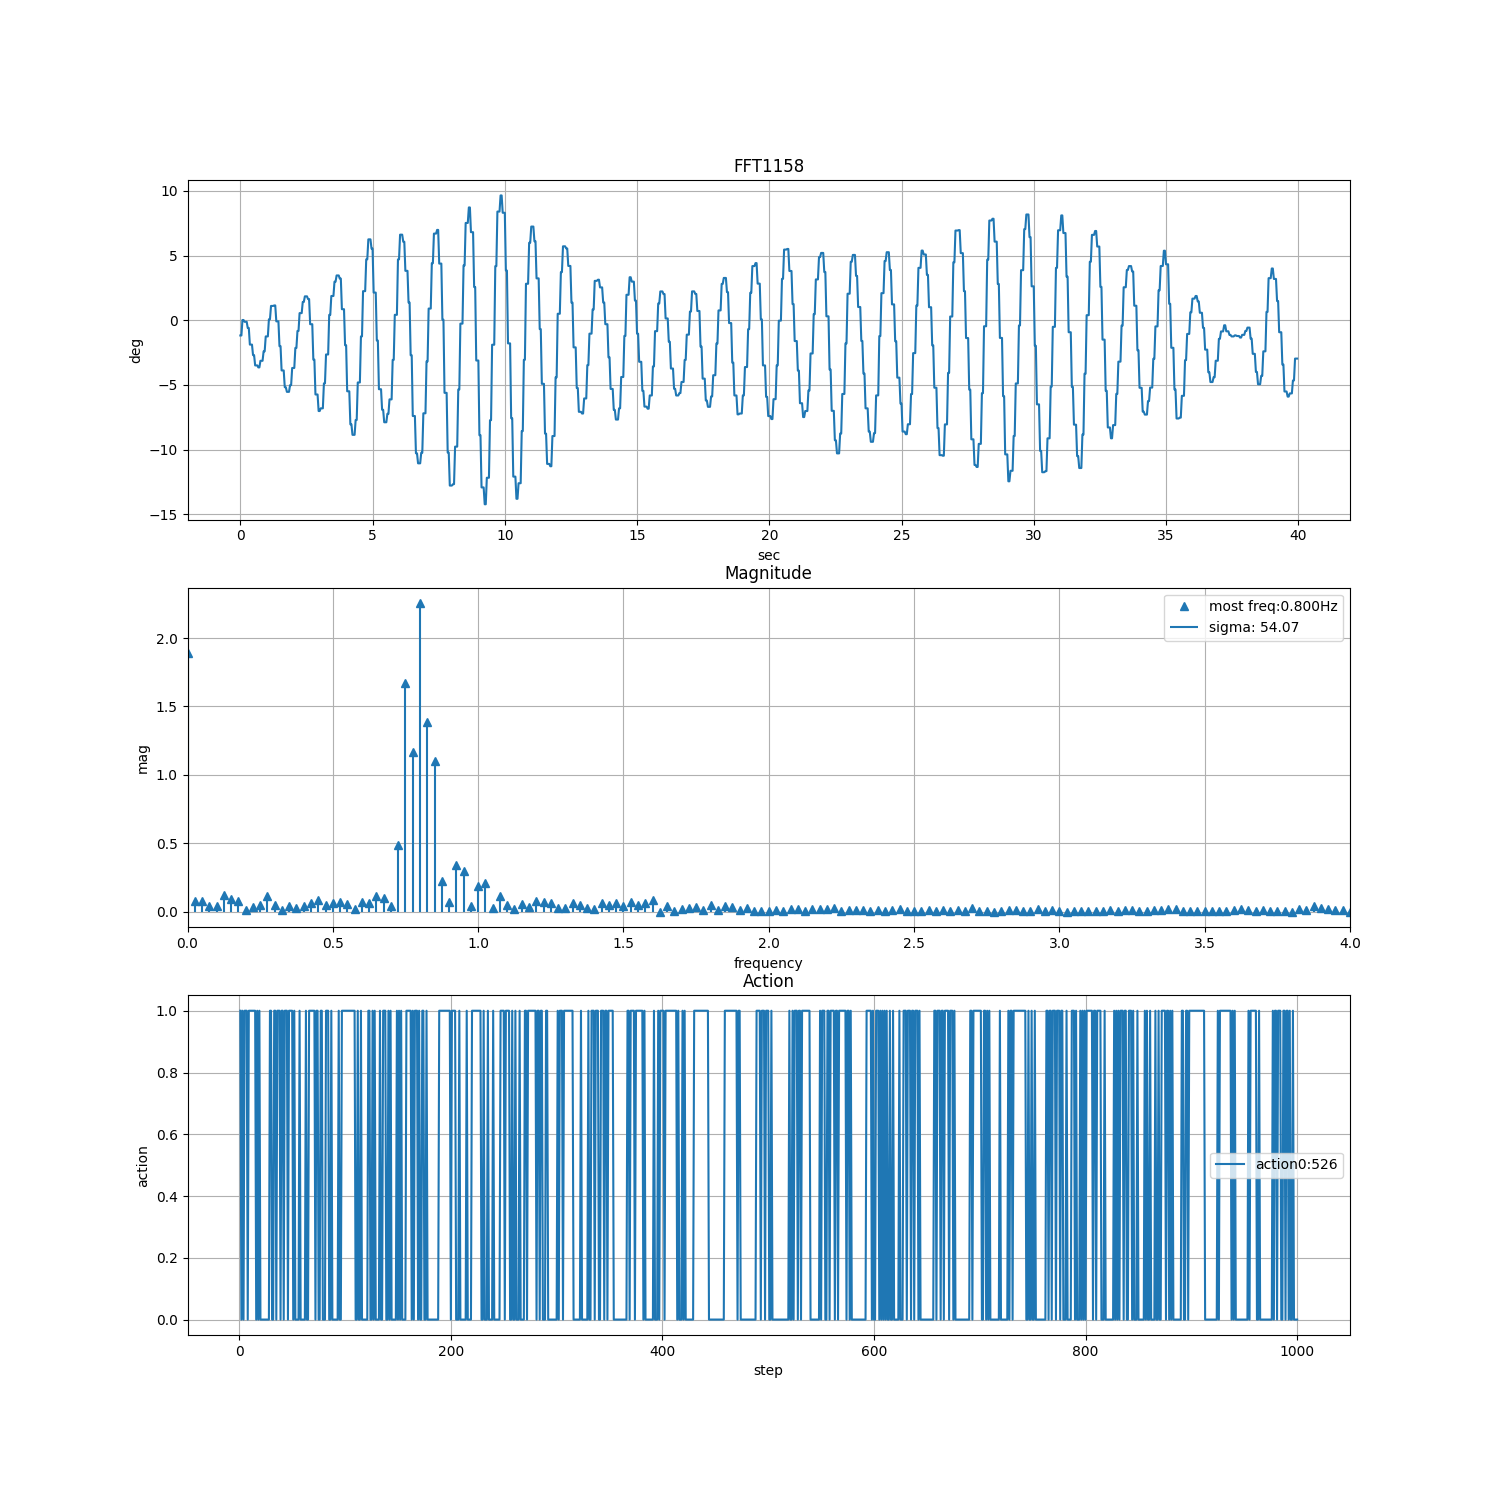 FFT1158
10
5
0
−5
−10
−15
deg
0 5 10 15 20 25 30 35 40
sec
Magnitude
most freq:0.800Hz
sigma: 54.07
2.0
1.5
1.0
0.5
0.0
mag
0.0 0.5 1.0 1.5 2.0 2.5 3.0 3.5 4.0
frequency
Action
1.0
0.8
0.6
0.4
0.2
0.0
action
action0:526
0 200 400 600 800 1000
step